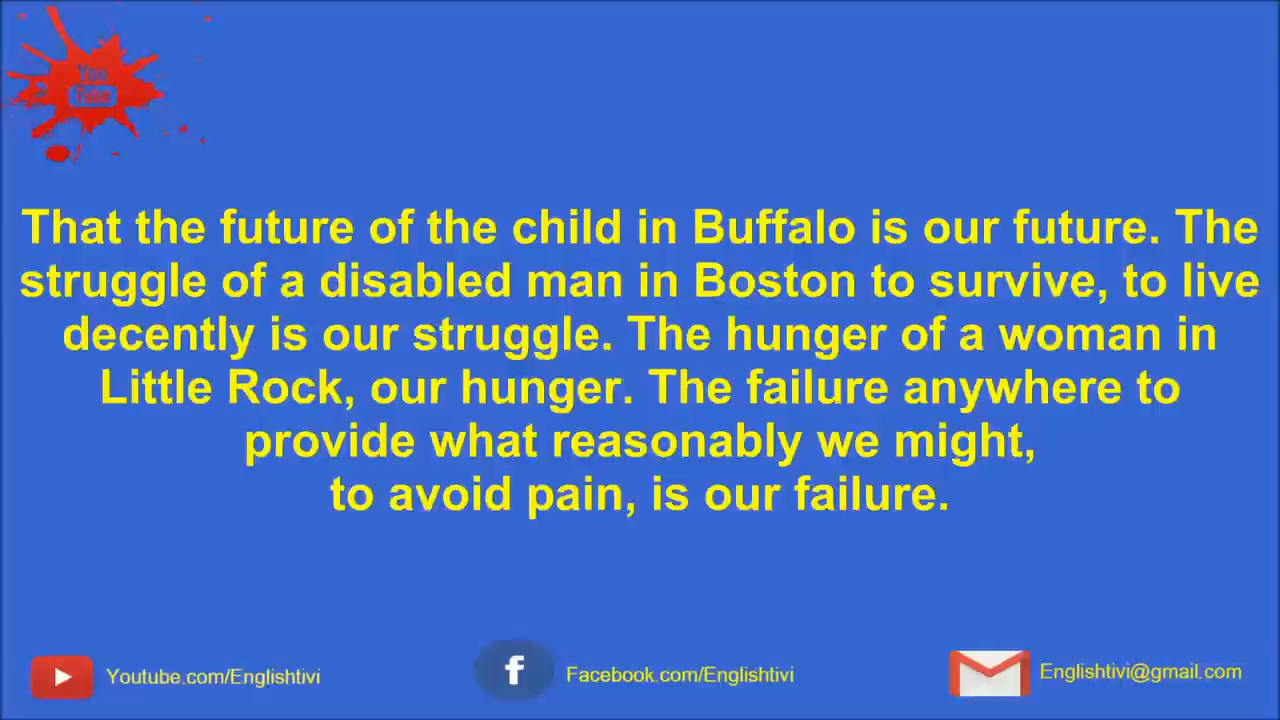 You
Tube
That the future of the child in Buffalo is our future. The
struggle of a disabled man in Boston to survive, to live
decently is our struggle. The hunger of a woman in
Little Rock, our hunger. The failure anywhere to
provide what reasonably we might,
to avoid pain, is our failure.
Youtube.com/Englishtivi
f
Facebook.com/Englishtivi
Englishtivi@gmail.com